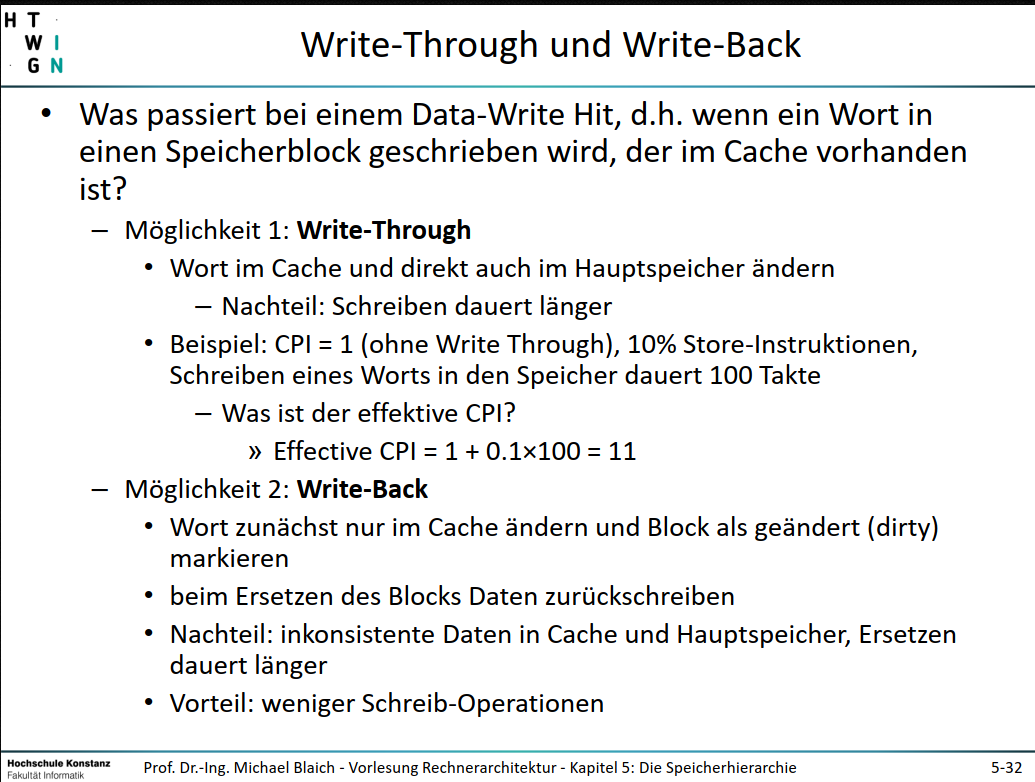 H T
W I
G N
Write-Through und Write-Back
• Was passiert bei einem Data-Write Hit, d.h. wenn ein Wort in
einen Speicherblock geschrieben wird, der im Cache vorhanden
ist?
– Möglichkeit 1: Write-Through
• Wort im Cache und direkt auch im Hauptspeicher ändern
– Nachteil: Schreiben dauert länger
• Beispiel: CPI = 1 (ohne Write Through), 10% Store-Instruktionen,
Schreiben eines Worts in den Speicher dauert 100 Takte
– Was ist der effektive CPI?
» Effective CPI = 1 + 0.1×100 = 11
– Möglichkeit 2: Write-Back
• Wort zunächst nur im Cache ändern und Block als geändert (dirty)
markieren
• beim Ersetzen des Blocks Daten zurückschreiben
• Nachteil: inkonsistente Daten in Cache und Hauptspeicher, Ersetzen
dauert länger
• Vorteil: weniger Schreib-Operationen
Hochschule Konstanz
Fakultät Informatik
Prof. Dr.-Ing. Michael Blaich - Vorlesung Rechnerarchitektur - Kapitel 5: Die Speicherhierarchie
5-32